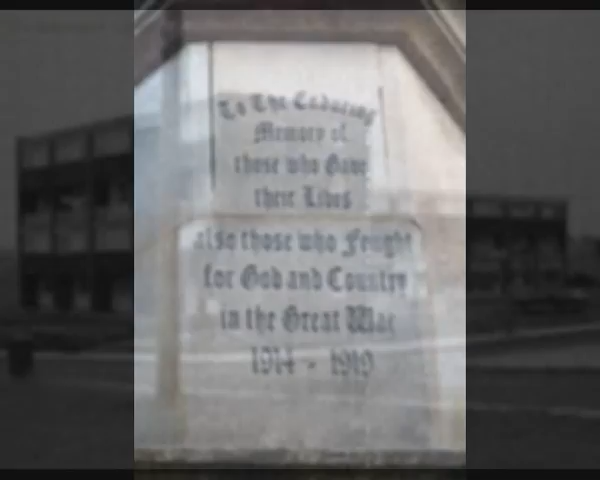 To The Enduring
Memory of
those who Gave
their Lives
also those who Fought
for God and Country
in the Great War
1914 - 1919